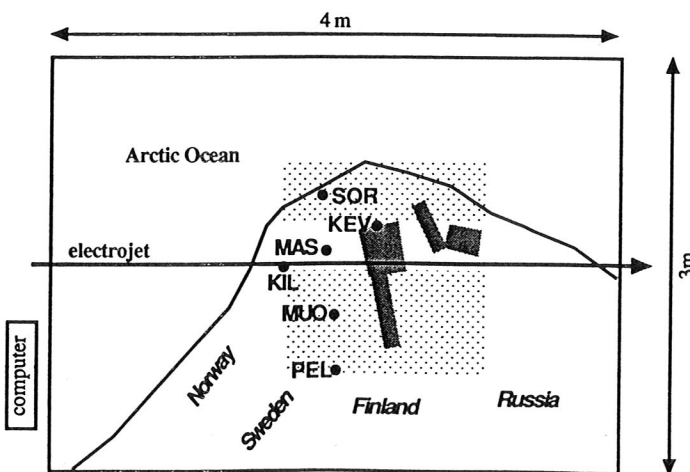 4 m
Arctic Ocean
SOR
KEV
electrojet
MAS
KIL
MUO
PEL
3m
computer
Norway
Sweden
Finland
Russia